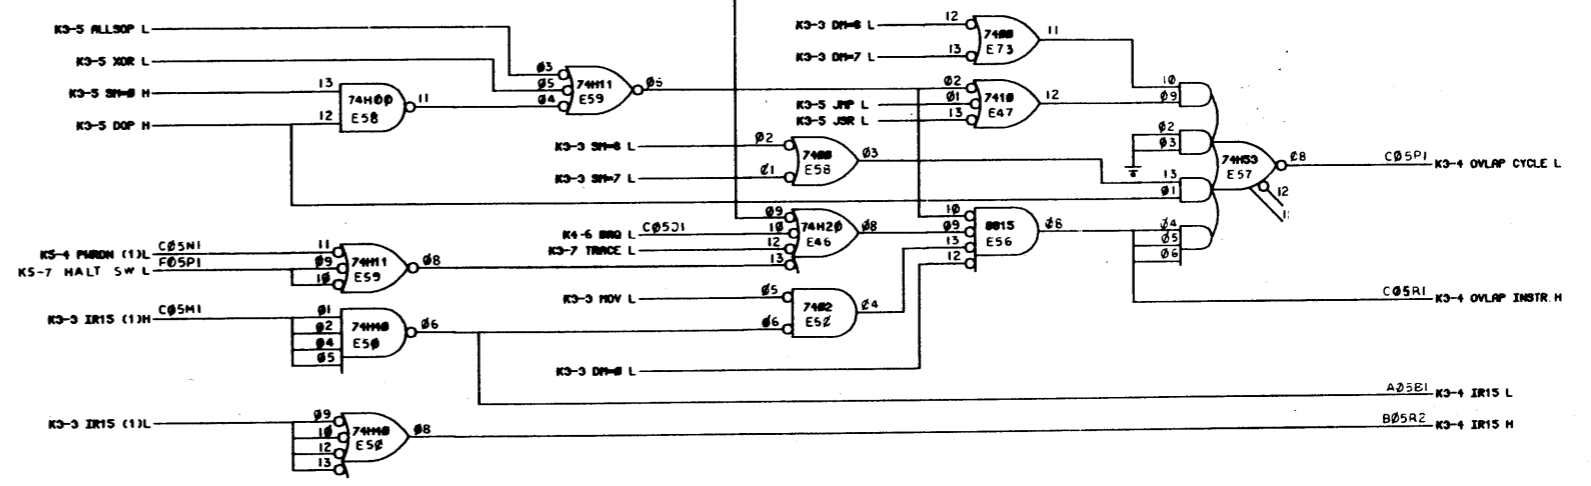 K3-5 ALLSOP L
K3-5 XOR L
K3-5 SM=Ø H
K3-5 DOP H
13
12
74HØØ
E58
11
Ø3
Ø5
Ø4
74H11
E59
Ø6
K3-3 DM=6 L
K3-3 DM=7 L
12
13
7400
E73
11
K3-5 JMP L
K3-5 JSR L
Ø2
Ø1
13
7410
E47
12
K3-3 SM=6 L
K3-3 SM=7 L
Ø2
Ø1
7400
E58
Ø3
10
Ø9
Ø2
Ø3
13
Ø1
Ø4
Ø5
Ø6
74H53
E57
Ø8
12
11
CØ5P1
K3-4 OVLAP CYCLE L
K4-6 BRQ L
CØ5J1
K3-7 TRACE L
Ø9
10
12
13
74H20
E46
Ø8
10
Ø9
13
12
8815
E56
Ø6
K5-4 PWRDN (1)L
CØ5N1
K5-7 HALT SW L
FØ5P1
11
Ø9
10
74H11
E59
Ø8
K3-3 MOV L
Ø5
Ø6
7402
E52
Ø4
CØ5R1
K3-4 OVLAP INSTR. H
K3-3 IR15 (1)H
CØ5M1
Ø1
Ø2
Ø4
Ø5
74H40
E5Ø
Ø6
K3-3 DM=Ø L
AØ5B1
K3-4 IR15 L
K3-3 IR15 (1)L
Ø9
10
12
13
74H40
E5Ø
Ø8
BØ5R2
K3-4 IR15 H